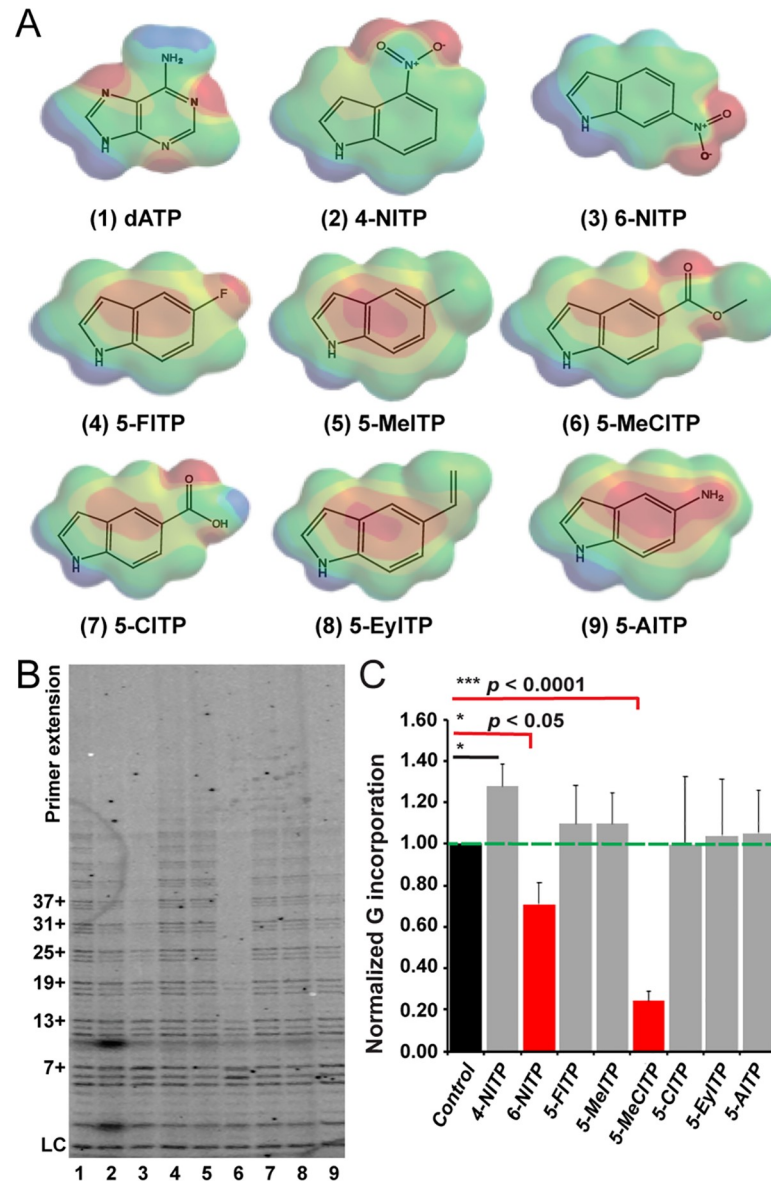 A
NH₂
N
N
N
H
N
O
N⁺
O⁻
N
H
N
H
N⁺
O
O⁻
(1) dATP
(2) 4-NITP
(3) 6-NITP
F
N
H
N
H
O
O
N
H
(4) 5-FITP
(5) 5-MeITP
(6) 5-MeCITP
O
OH
N
H
N
H
NH₂
N
H
(7) 5-CITP
(8) 5-EyITP
(9) 5-AITP
B
Primer extension
37+
31+
25+
19+
13+
7+
LC
1 2 3 4 5 6 7 8 9
C
*** p < 0.0001
* p < 0.05
*
Normalized G incorporation
1.60
1.40
1.20
1.00
0.80
0.60
0.40
0.20
0.00
Control
4-NITP
6-NITP
5-FITP
5-MeITP
5-MeCITP
5-CITP
5-EyITP
5-AITP